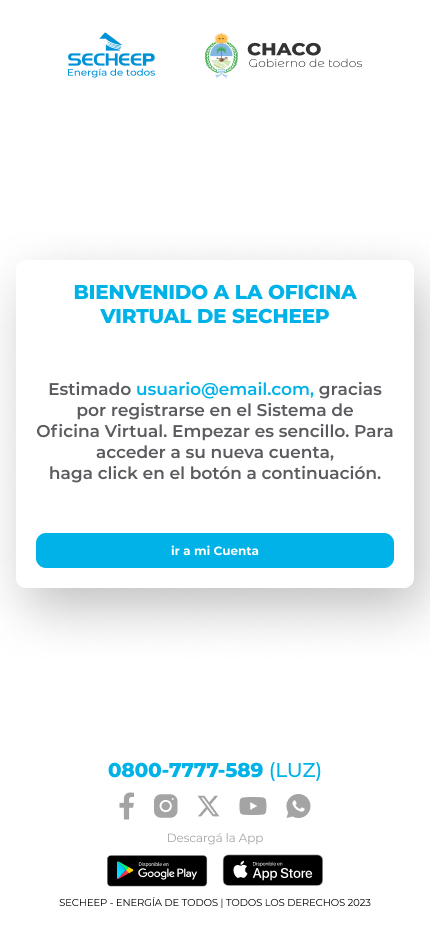 SECHEEP
Energía de todos
CHACO
Gobierno de todos
BIENVENIDO A LA OFICINA
VIRTUAL DE SECHEEP
Estimado usuario@email.com, gracias
por registrarse en el Sistema de
Oficina Virtual. Empezar es sencillo. Para
acceder a su nueva cuenta,
haga click en el botón a continuación.
ir a mi Cuenta
0800-7777-589 (LUZ)
Descargá la App
Disponible en
Google Play
Disponible en
App Store
SECHEEP - ENERGÍA DE TODOS | TODOS LOS DERECHOS 2023